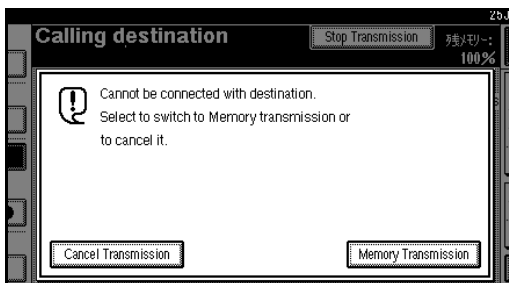 25J
Calling destination
Stop Transmission
残ﾒﾓﾘｰ:
100%
Cannot be connected with destination.
Select to switch to Memory transmission or
to cancel it.
Cancel Transmission
Memory Transmission